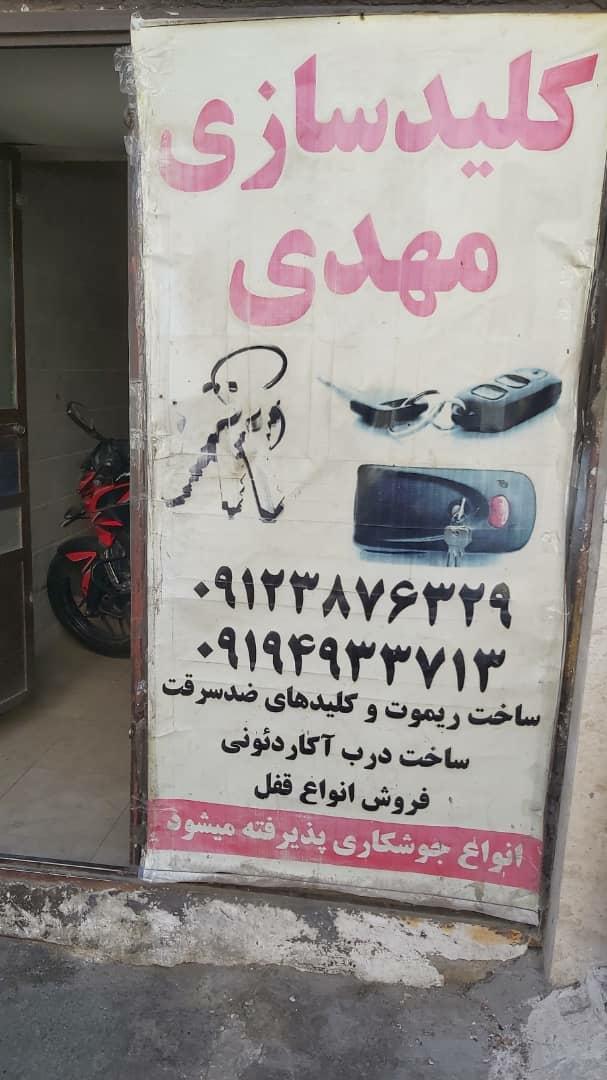 کلیدسازی
مهدی
۰۹۱۲۳۸۷۶۳۲۹
۰۹۱۹۴۹۳۳۷۱۳
ساخت ریموت و کلیدهای ضدسرقت
ساخت درب آکاردئونی
فروش انواع قفل
انواع جوشکاری پذیرفته میشود